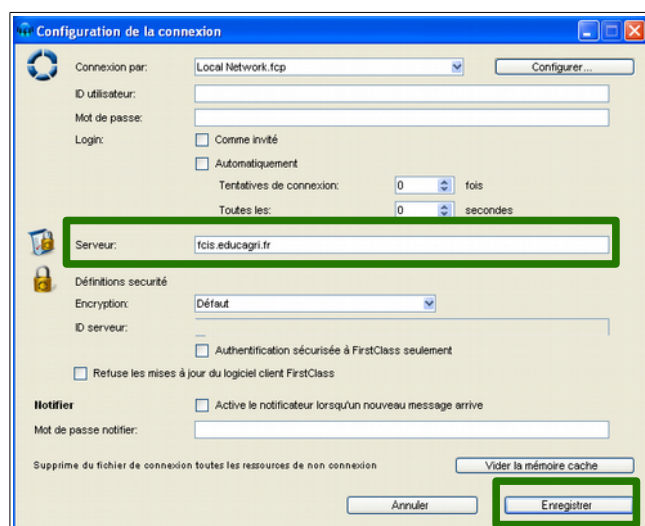 Configuration de la connexion
Connexion par: Local Network.fcp Configurer...
ID utilisateur:
Mot de passe:
Login: Comme invité
Automatiquement
Tentatives de connexion: 0 fois
Toutes les: 0 secondes
Serveur: fcis.educagri.fr
Définitions securité
Encryption: Défaut
ID serveur:
Authentification sécurisée à FirstClass seulement
Refuse les mises à jour du logiciel client FirstClass
Notifier Active le notificateur lorsqu'un nouveau message arrive
Mot de passe notifier:
Supprime du fichier de connexion toutes les ressources de non connexion Vider la mémoire cache
Annuler Enregistrer